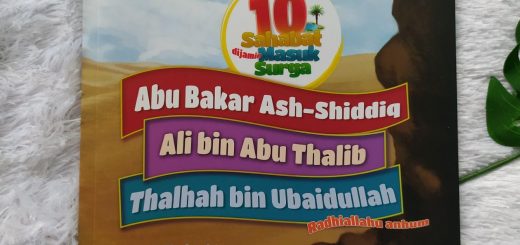 10
Sahabat
dijamin Masuk
Surga
Abu Bakar Ash-Shiddiq
Ali bin Abu Thalib
Thalhah bin Ubaidullah
Radhiallahu anhum